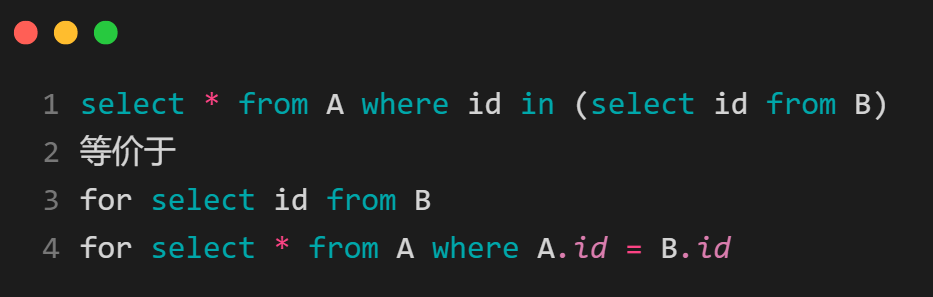 1 select * from A where id in (select id from B)
2 等价于
3 for select id from B
4 for select * from A where A.id = B.id